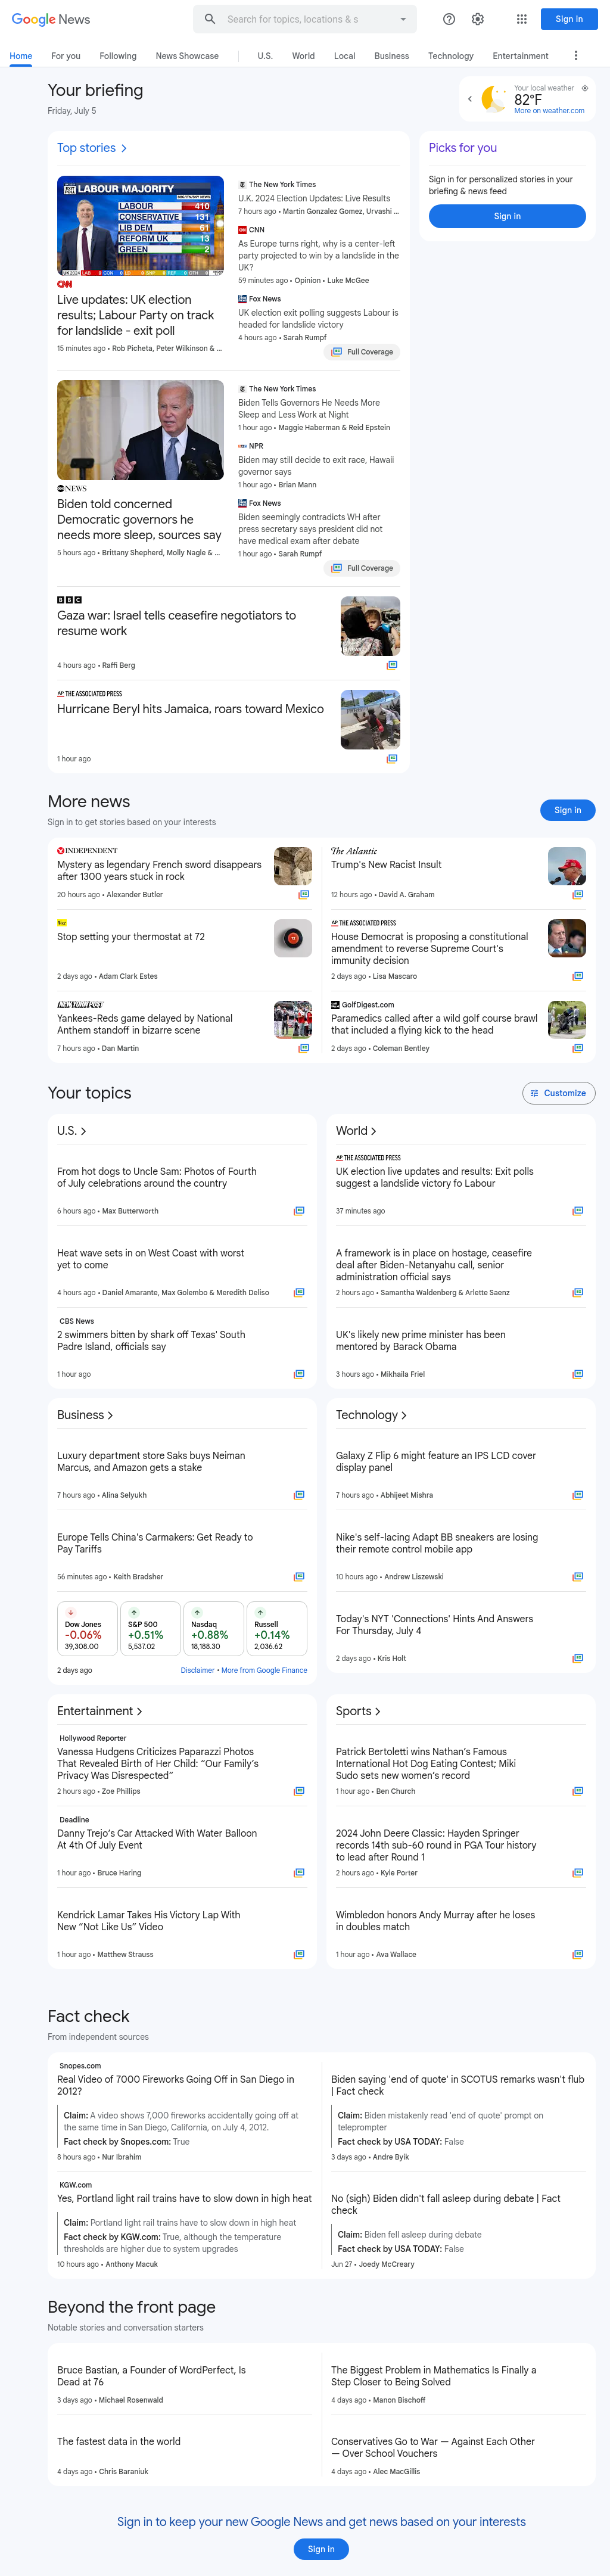 Google News
Search for topics, locations & s
Sign in
Home
For you
Following
News Showcase
U.S.
World
Local
Business
Technology
Entertainment
Your briefing
Friday, July 5
Your local weather
82°F
More on weather.com
Top stories
Picks for you
Sign in for personalized stories in your
briefing & news feed
Sign in
LABOUR MAJORITY
LABOUR 410
CONSERVATIVE 131
LIB DEM 61
REFORM UK 13
GREEN 2
CNN
Live updates: UK election
results; Labour Party on track
for landslide - exit poll
15 minutes ago • Rob Picheta, Peter Wilkinson & ...
The New York Times
U.K. 2024 Election Updates: Live Results
7 hours ago • Martín González Gómez, Urvashi ...
CNN
As Europe turns right, why is a center-left
party projected to win by a landslide in the
UK?
59 minutes ago • Opinion • Luke McGee
Fox News
UK election exit polling suggests Labour is
headed for landslide victory
4 hours ago • Sarah Rumpf
Full Coverage
abc NEWS
Biden told concerned
Democratic governors he
needs more sleep, sources say
5 hours ago • Brittany Shepherd, Molly Nagle & ...
The New York Times
Biden Tells Governors He Needs More
Sleep and Less Work at Night
1 hour ago • Maggie Haberman & Reid Epstein
NPR
Biden may still decide to exit race, Hawaii
governor says
1 hour ago • Brian Mann
Fox News
Biden seemingly contradicts WH after
press secretary says president did not
have medical exam after debate
1 hour ago • Sarah Rumpf
Full Coverage
BBC
Gaza war: Israel tells ceasefire negotiators to
resume work
4 hours ago • Raffi Berg
AP THE ASSOCIATED PRESS
Hurricane Beryl hits Jamaica, roars toward Mexico
1 hour ago
More news
Sign in to get stories based on your interests
Sign in
INDEPENDENT
Mystery as legendary French sword disappears
after 1300 years stuck in rock
20 hours ago • Alexander Butler
The Atlantic
Trump's New Racist Insult
12 hours ago • David A. Graham
Stop setting your thermostat at 72
2 days ago • Adam Clark Estes
AP THE ASSOCIATED PRESS
House Democrat is proposing a constitutional
amendment to reverse Supreme Court's
immunity decision
2 days ago • Lisa Mascaro
NEW YORK POST
Yankees-Reds game delayed by National
Anthem standoff in bizarre scene
7 hours ago • Dan Martin
GolfDigest.com
Paramedics called after a wild golf course brawl
that included a flying kick to the head
2 days ago • Coleman Bentley
Your topics
Customize
U.S.
From hot dogs to Uncle Sam: Photos of Fourth
of July celebrations around the country
6 hours ago • Max Butterworth
Heat wave sets in on West Coast with worst
yet to come
4 hours ago • Daniel Amarante, Max Golembo & Meredith Deliso
CBS News
2 swimmers bitten by shark off Texas' South
Padre Island, officials say
1 hour ago
World
AP THE ASSOCIATED PRESS
UK election live updates and results: Exit polls
suggest a landslide victory fo Labour
37 minutes ago
A framework is in place on hostage, ceasefire
deal after Biden-Netanyahu call, senior
administration official says
2 hours ago • Samantha Waldenberg & Arlette Saenz
UK's likely new prime minister has been
mentored by Barack Obama
3 hours ago • Mikhaila Friel
Business
Luxury department store Saks buys Neiman
Marcus, and Amazon gets a stake
7 hours ago • Alina Selyukh
Europe Tells China's Carmakers: Get Ready to
Pay Tariffs
56 minutes ago • Keith Bradsher
Dow Jones
-0.06%
39,308.00
S&P 500
+0.51%
5,537.02
Nasdaq
+0.88%
18,188.30
Russell
+0.14%
2,036.62
2 days ago
Disclaimer • More from Google Finance
Technology
Galaxy Z Flip 6 might feature an IPS LCD cover
display panel
7 hours ago • Abhijeet Mishra
Nike's self-lacing Adapt BB sneakers are losing
their remote control mobile app
10 hours ago • Andrew Liszewski
Today's NYT 'Connections' Hints And Answers
For Thursday, July 4
2 days ago • Kris Holt
Entertainment
Hollywood Reporter
Vanessa Hudgens Criticizes Paparazzi Photos
That Revealed Birth of Her Child: “Our Family’s
Privacy Was Disrespected”
2 hours ago • Zoe Phillips
Deadline
Danny Trejo’s Car Attacked With Water Balloon
At 4th Of July Event
1 hour ago • Bruce Haring
Kendrick Lamar Takes His Victory Lap With
New “Not Like Us” Video
1 hour ago • Matthew Strauss
Sports
Patrick Bertoletti wins Nathan’s Famous
International Hot Dog Eating Contest; Miki
Sudo sets new women’s record
1 hour ago • Ben Church
2024 John Deere Classic: Hayden Springer
records 14th sub-60 round in PGA Tour history
to lead after Round 1
2 hours ago • Kyle Porter
Wimbledon honors Andy Murray after he loses
in doubles match
1 hour ago • Ava Wallace
Fact check
From independent sources
Snopes.com
Real Video of 7000 Fireworks Going Off in San Diego in
2012?
Claim: A video shows 7,000 fireworks accidentally going off at
the same time in San Diego, California, on July 4, 2012.
Fact check by Snopes.com: True
8 hours ago • Nur Ibrahim
Biden saying 'end of quote' in SCOTUS remarks wasn't flub
| Fact check
Claim: Biden mistakenly read 'end of quote' prompt on
teleprompter
Fact check by USA TODAY: False
3 days ago • Andre Byik
KGW.com
Yes, Portland light rail trains have to slow down in high heat
Claim: Portland light rail trains have to slow down in high heat
Fact check by KGW.com: True, although the temperature
thresholds are higher due to system upgrades
10 hours ago • Anthony Macuk
No (sigh) Biden didn't fall asleep during debate | Fact
check
Claim: Biden fell asleep during debate
Fact check by USA TODAY: False
Jun 27 • Joedy McCreary
Beyond the front page
Notable stories and conversation starters
Bruce Bastian, a Founder of WordPerfect, Is
Dead at 76
3 days ago • Michael Rosenwald
The Biggest Problem in Mathematics Is Finally a
Step Closer to Being Solved
4 days ago • Manon Bischoff
The fastest data in the world
4 days ago • Chris Baraniuk
Conservatives Go to War — Against Each Other
— Over School Vouchers
4 days ago • Alec MacGillis
Sign in to keep your new Google News and get news based on your interests
Sign in